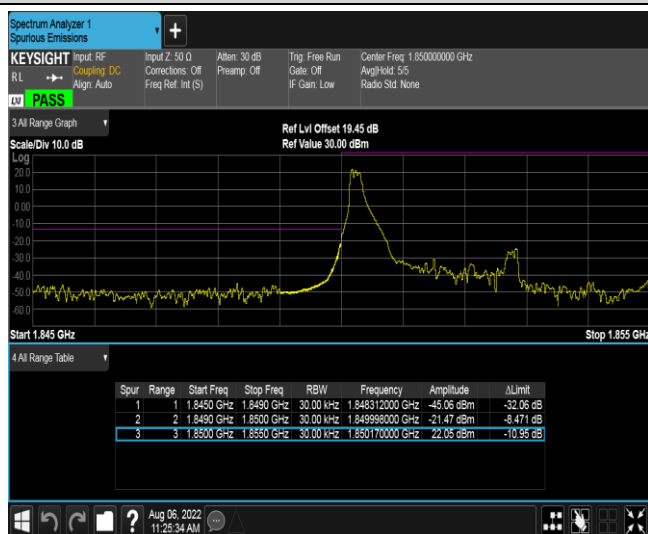 Spectrum Analyzer 1
Spurious Emissions
+
KEYSIGHT Input: RF Input Z: 50 Ω Atten: 30 dB Trig: Free Run Center Freq: 1.850000000 GHz
R L Coupling: DC Corrections: Off Preamp: Off Gate: Off Avg|Hold: 5/5
Align: Auto Freq Ref: Int (S) IF Gain: Low Radio Std: None
LXI PASS
3 All Range Graph
Ref Lvl Offset 19.45 dB
Scale/Div 10.0 dB Ref Value 30.00 dBm
Log
20.0
10.0
0.00
-10.0
-20.0
-30.0
-40.0
-50.0
-60.0
Start 1.845 GHz Stop 1.855 GHz
4 All Range Table
Spur Range Start Freq Stop Freq RBW Frequency Amplitude ΔLimit
1 1 1.8450 GHz 1.8490 GHz 30.00 kHz 1.848312000 GHz -45.06 dBm -32.06 dB
2 2 1.8490 GHz 1.8500 GHz 30.00 kHz 1.849998000 GHz -21.47 dBm -8.471 dB
3 3 1.8500 GHz 1.8550 GHz 30.00 kHz 1.850170000 GHz 22.05 dBm -10.95 dB
? Aug 06, 2022
11:25:34 AM